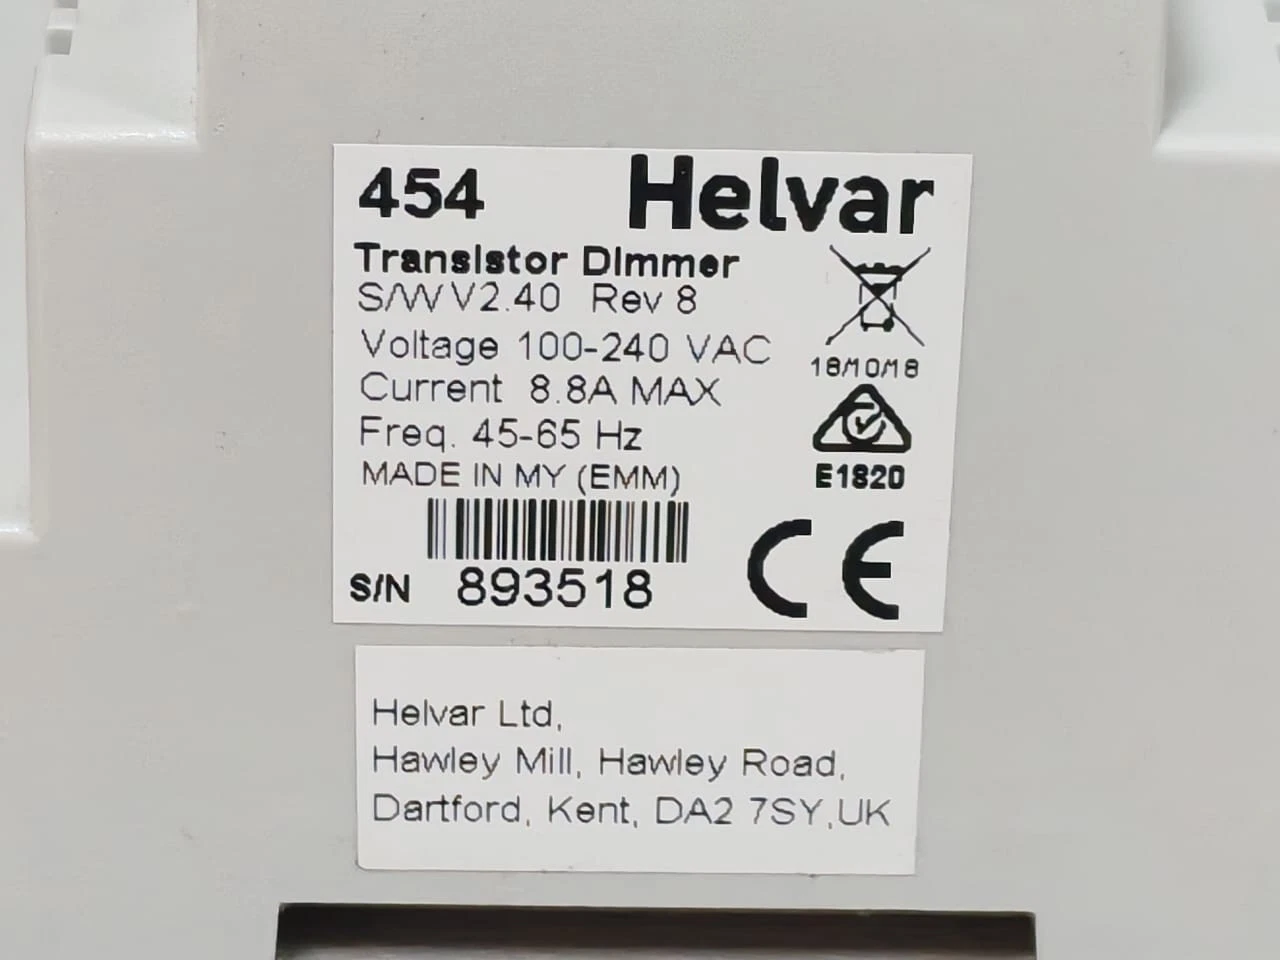 454 Helvar
Transistor Dimmer
S/W V2.40 Rev 8
Voltage 100-240 VAC
Current 8.8A MAX
Freq. 45-65 Hz
MADE IN MY (EMM)
18/10/18
E1820
CE
S/N 893518
Helvar Ltd,
Hawley Mill, Hawley Road,
Dartford, Kent, DA2 7SY,UK